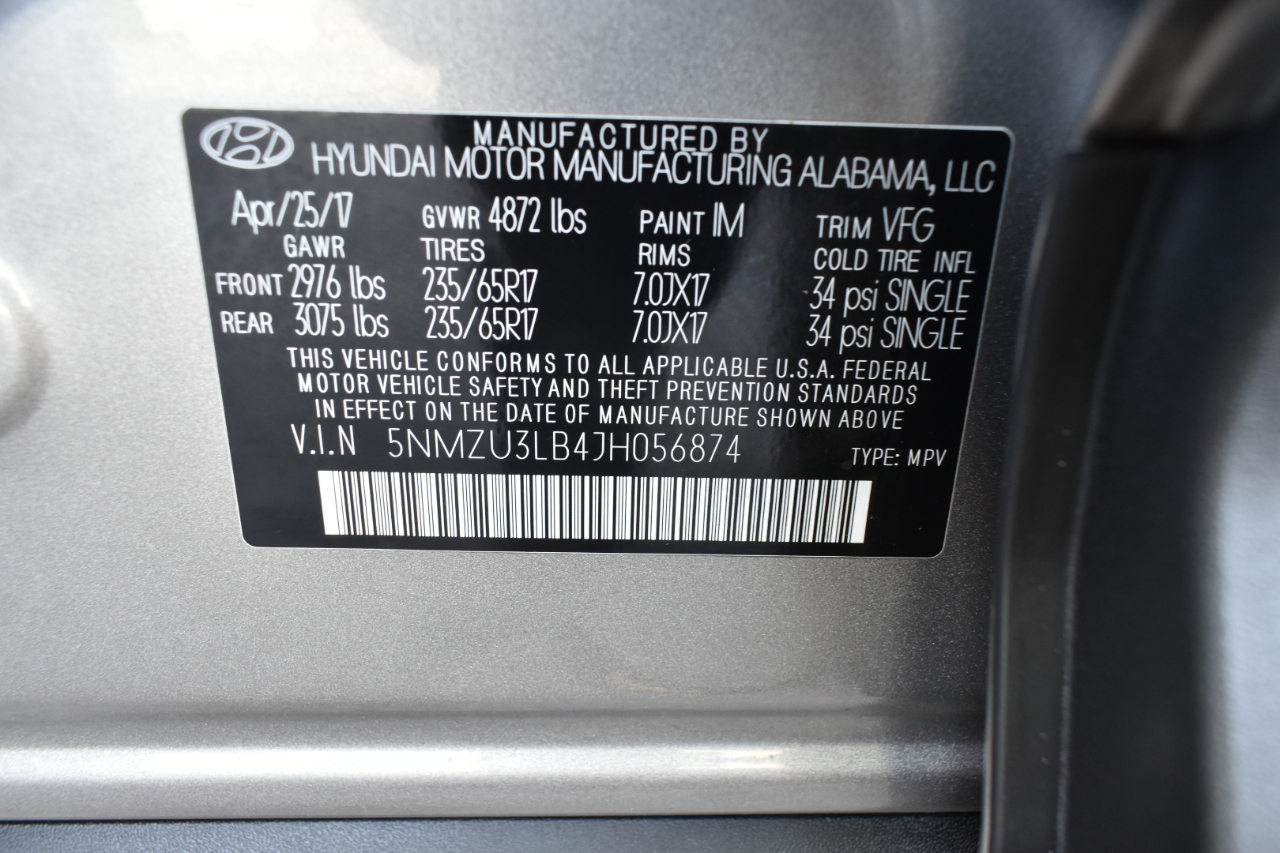 MANUFACTURED BY
HYUNDAI MOTOR MANUFACTURING ALABAMA, LLC
Apr/25/17 GVWR 4872 lbs PAINT IM TRIM VFG
GAWR TIRES RIMS COLD TIRE INFL
FRONT 2976 lbs 235/65R17 7.0JX17 34 psi SINGLE
REAR 3075 lbs 235/65R17 7.0JX17 34 psi SINGLE
THIS VEHICLE CONFORMS TO ALL APPLICABLE U.S.A. FEDERAL
MOTOR VEHICLE SAFETY AND THEFT PREVENTION STANDARDS
IN EFFECT ON THE DATE OF MANUFACTURE SHOWN ABOVE
V.I.N 5NMZU3LB4JH056874 TYPE: MPV